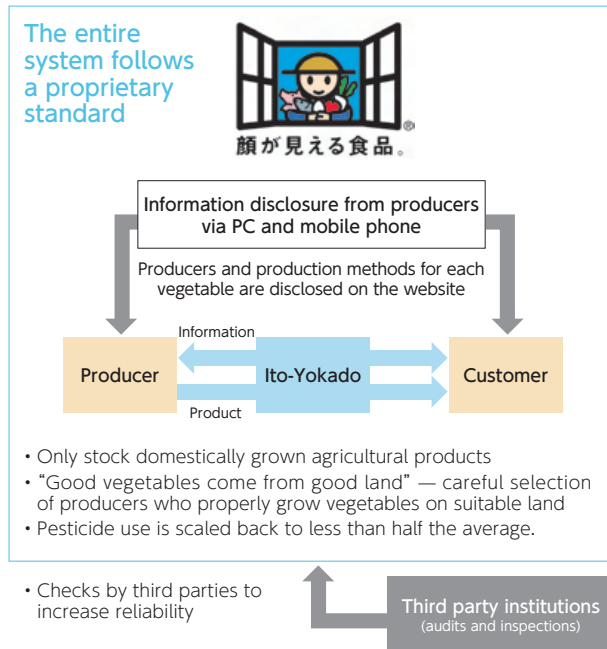 The entire
system follows
a proprietary
standard
®
顔が見える食品。
Information disclosure from producers
via PC and mobile phone
Producers and production methods for each
vegetable are disclosed on the website
Information
Producer
Ito-Yokado
Customer
Product
• Only stock domestically grown agricultural products
• “Good vegetables come from good land” — careful selection
of producers who properly grow vegetables on suitable land
• Pesticide use is scaled back to less than half the average.
• Checks by third parties to
increase reliability
Third party institutions
(audits and inspections)